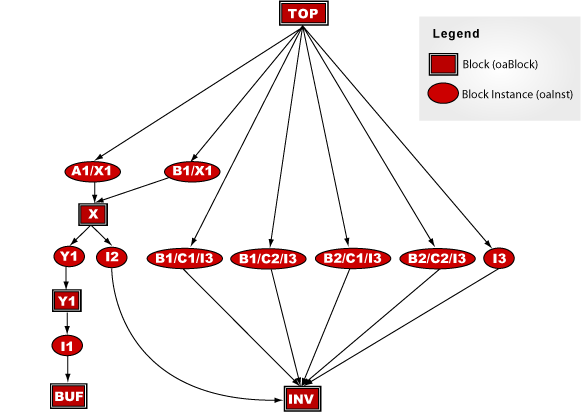 TOP
Legend
Block (oaBlock)
Block Instance (oaInst)
A1/X1
B1/X1
X
Y1
I2
B1/C1/I3
B1/C2/I3
B2/C1/I3
B2/C2/I3
I3
Y1
I1
BUF
INV